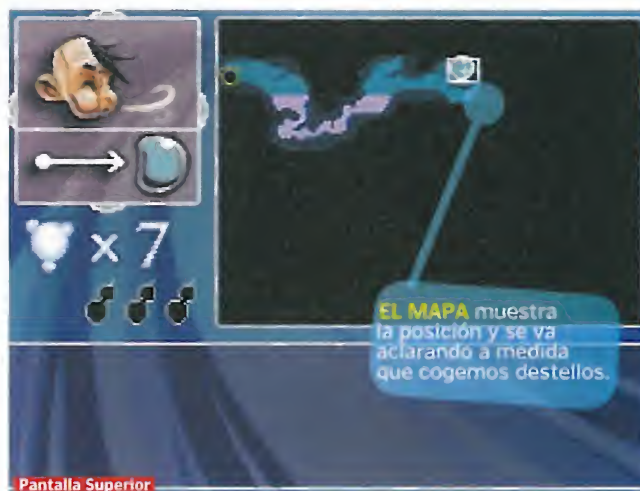 x 7
EL MAPA muestra
la posición y se va
aclarando a medida
que cogemos destellos.
Pantalla Superior